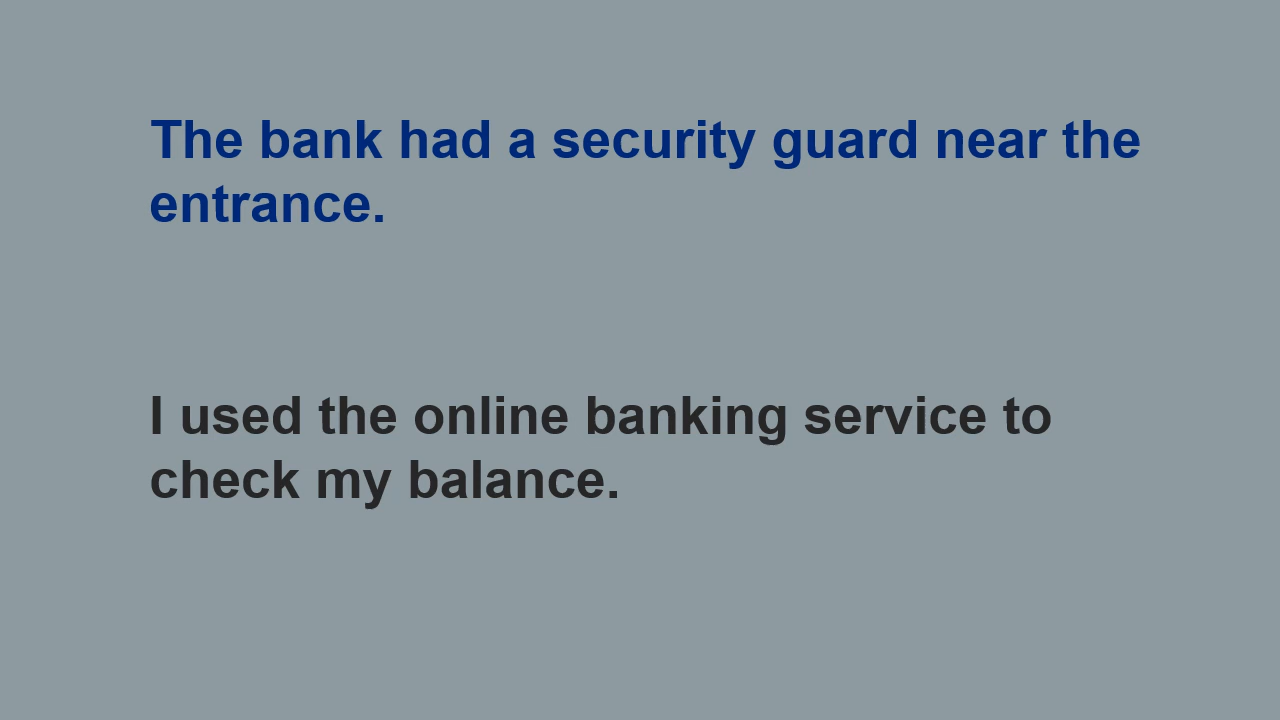 The bank had a security guard near the
entrance.
I used the online banking service to
check my balance.